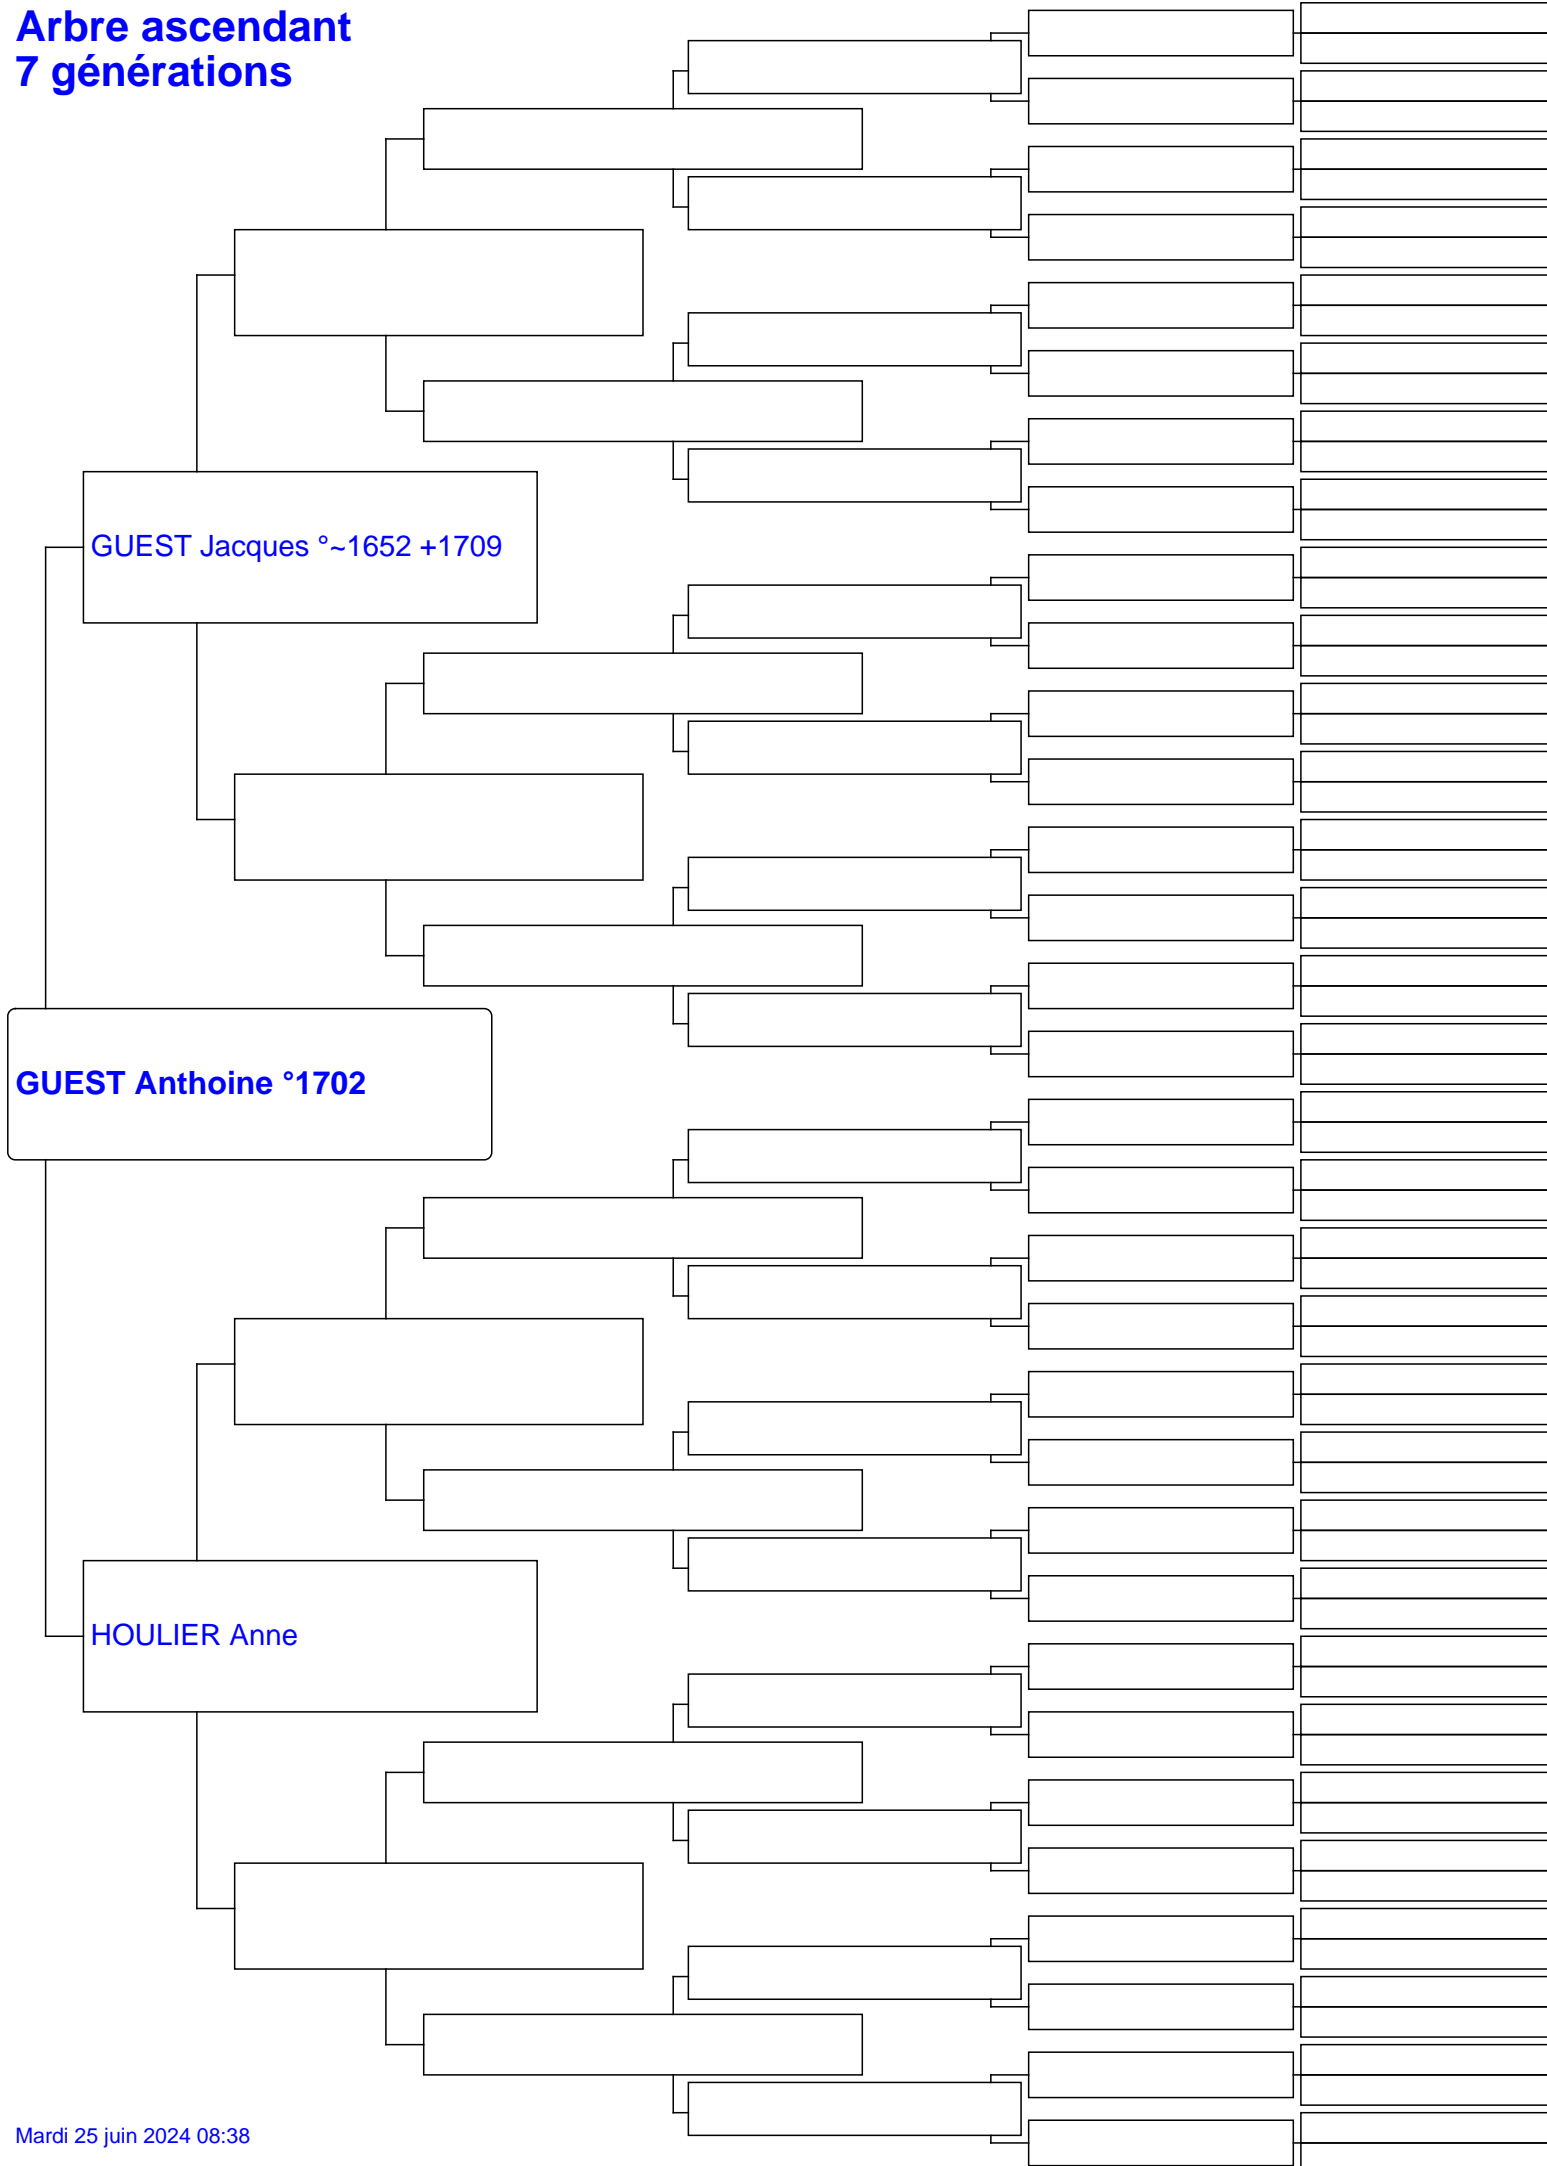 Arbre ascendant
7 générations
GUEST Jacques °~1652 +1709
GUEST Anthoine °1702
HOULIER Anne
Mardi 25 juin 2024 08:38